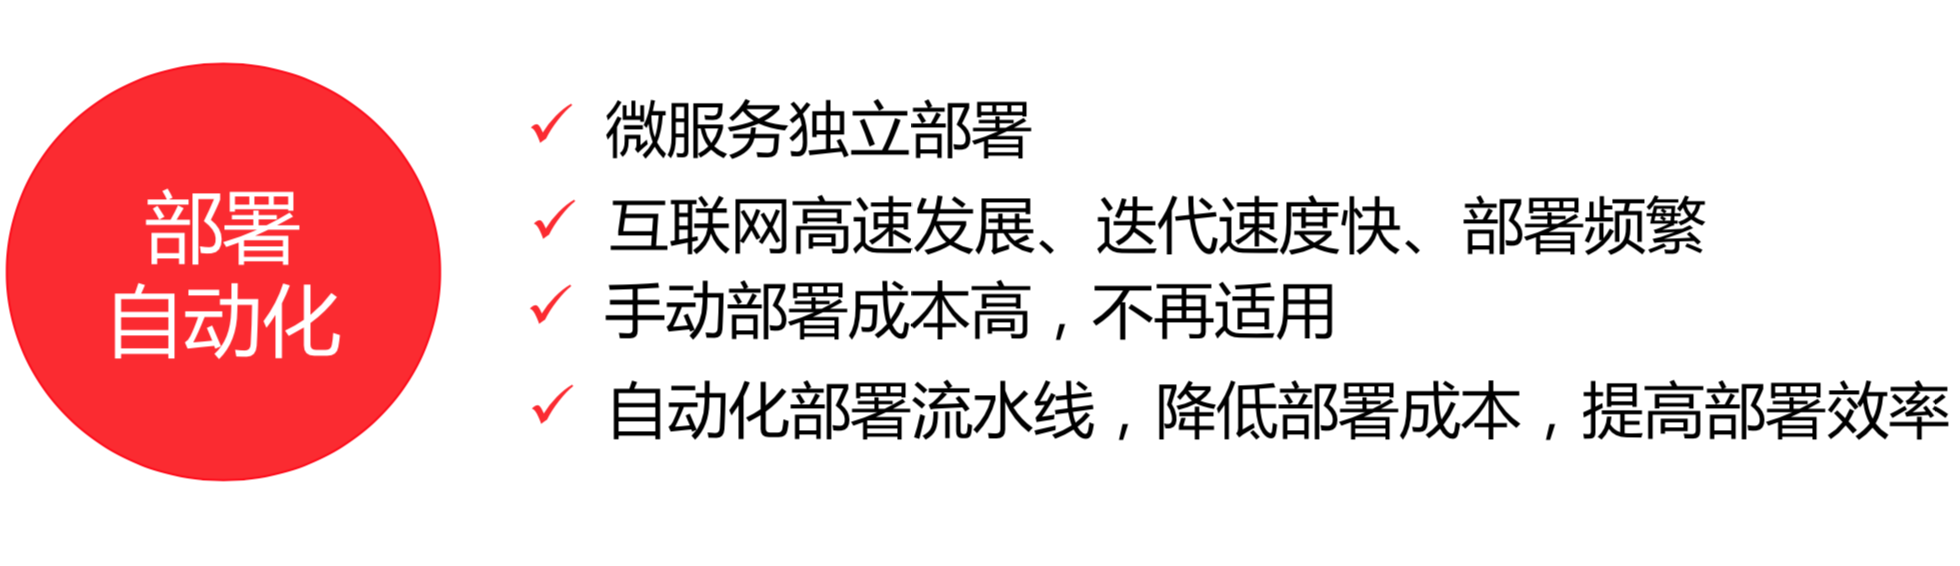 部署
自动化
微服务独立部署
互联网高速发展、迭代速度快、部署频繁
手动部署成本高，不再适用
自动化部署流水线，降低部署成本，提高部署效率